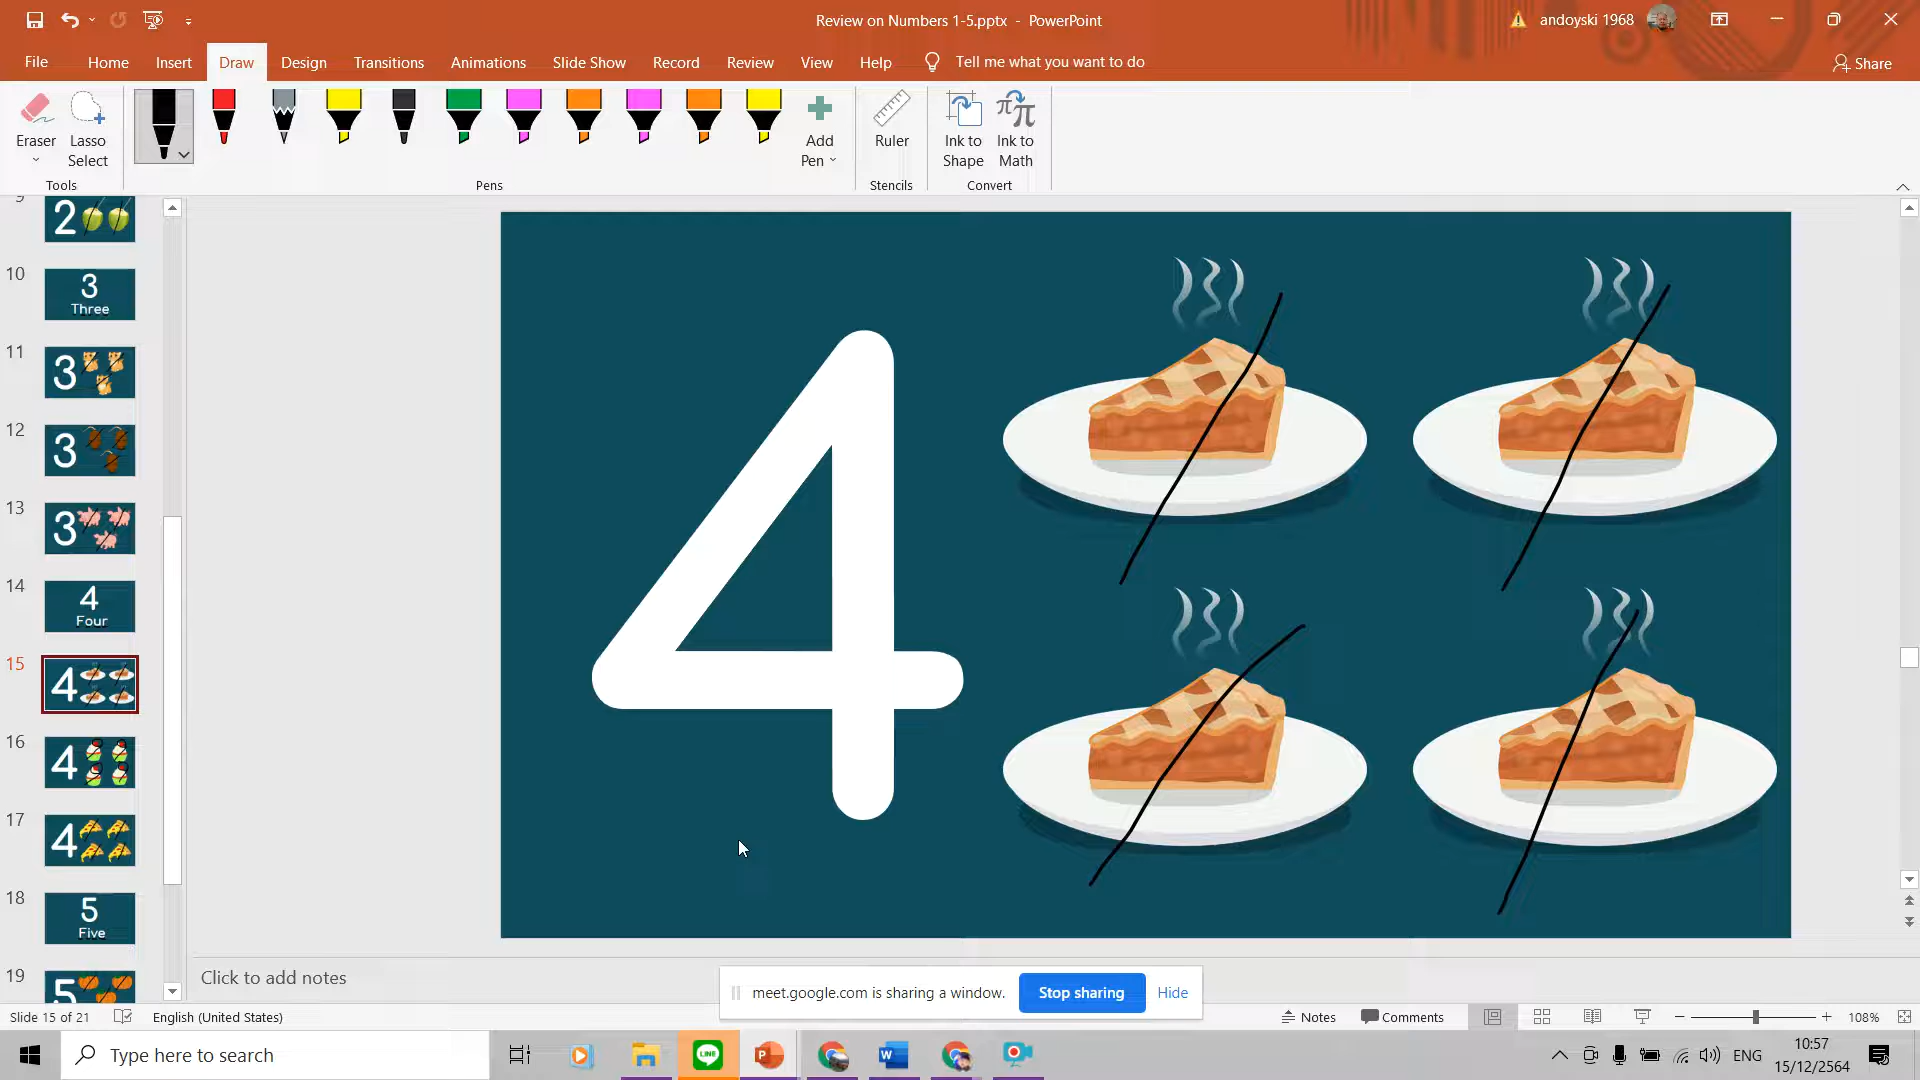 Review on Numbers 1-5.pptx - PowerPoint
andoyski 1968
File Home Insert Draw Design Transitions Animations Slide Show Record Review View Help Tell me what you want to do
Share
Eraser
Lasso Select
Add Pen
Ruler
Ink to Shape
Ink to Math
Tools
Pens
Stencils
Convert
9
2
10
3
Three
11
3
12
3
13
3
14
4
Four
15
4
16
4
17
4
18
5
Five
19
5
4
Click to add notes
meet.google.com is sharing a window.
Stop sharing
Hide
Slide 15 of 21
English (United States)
Notes
Comments
108%
Type here to search
LINE
P
W
ENG
10:57
15/12/2564